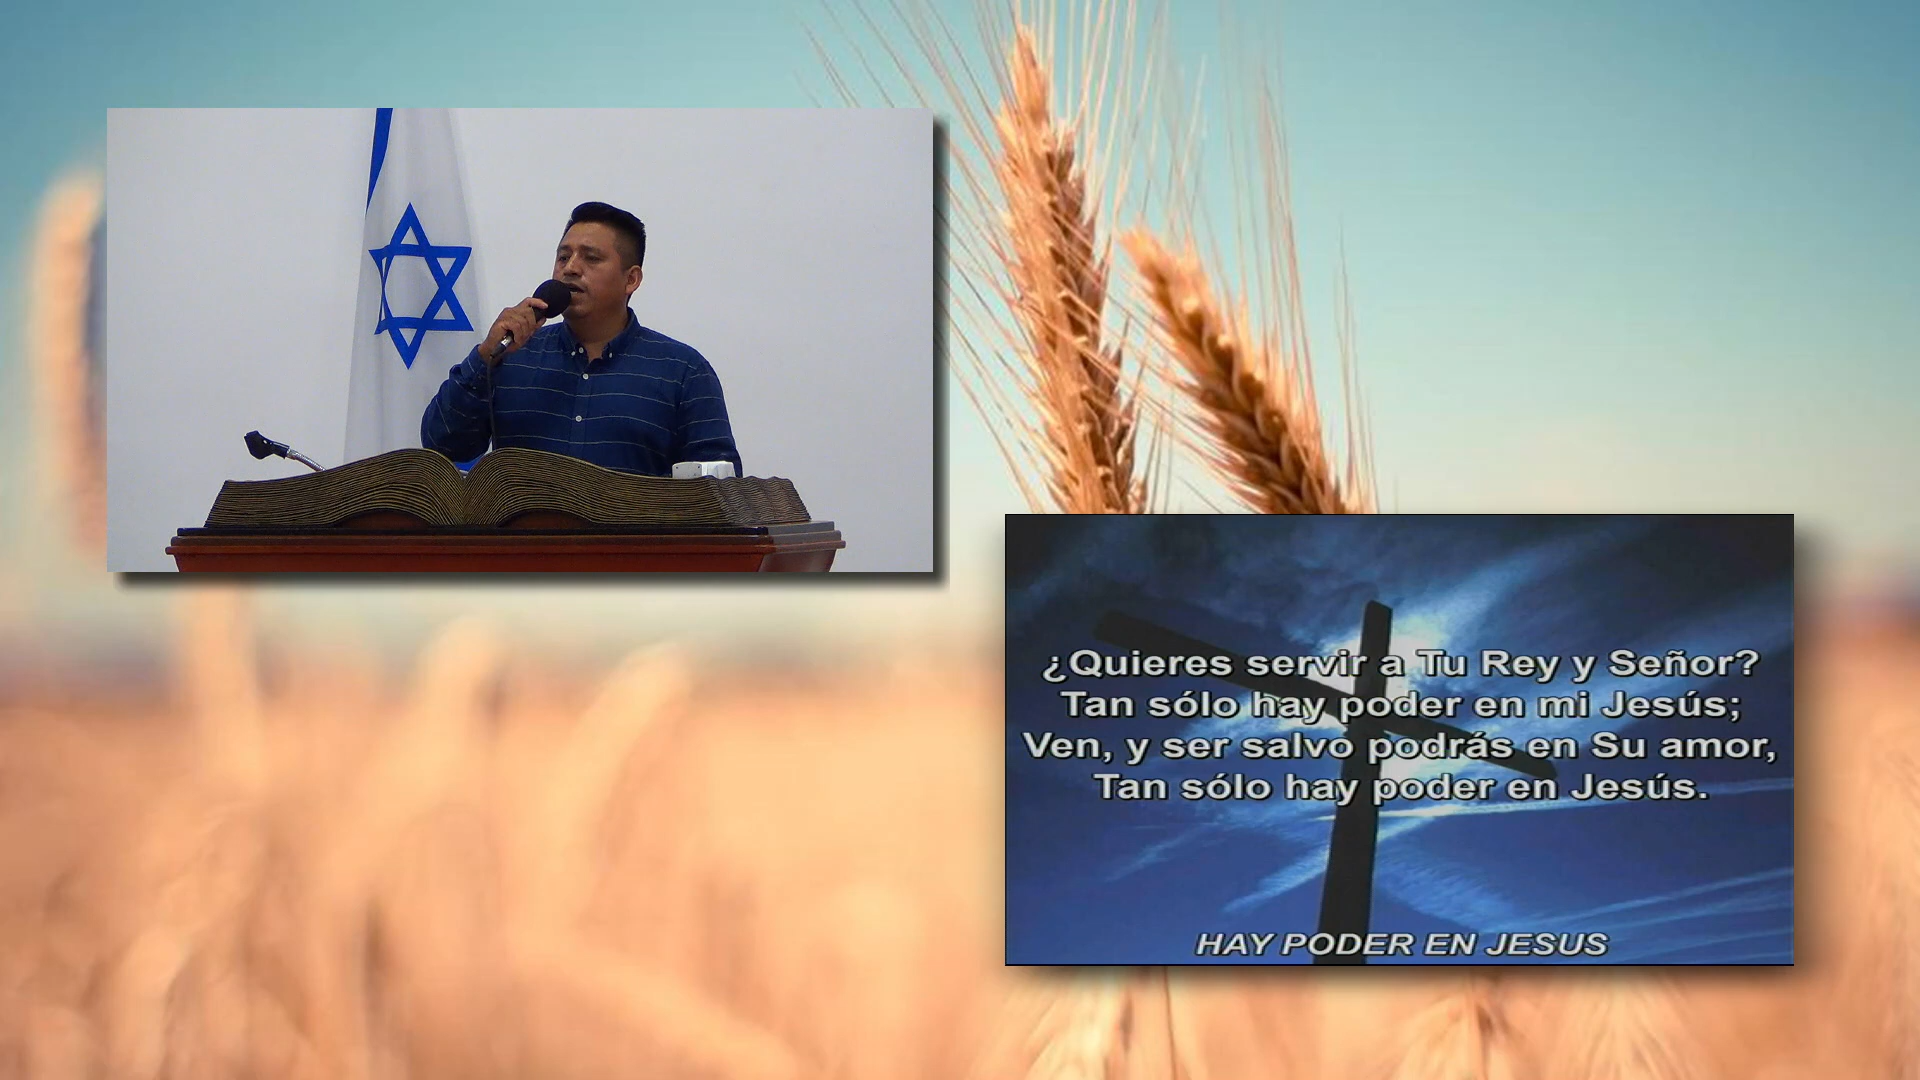 ¿Quieres servir a Tu Rey y Señor?
Tan sólo hay poder en mi Jesús;
Ven, y ser salvo podrás en Su amor,
Tan sólo hay poder en Jesús.
HAY PODER EN JESUS